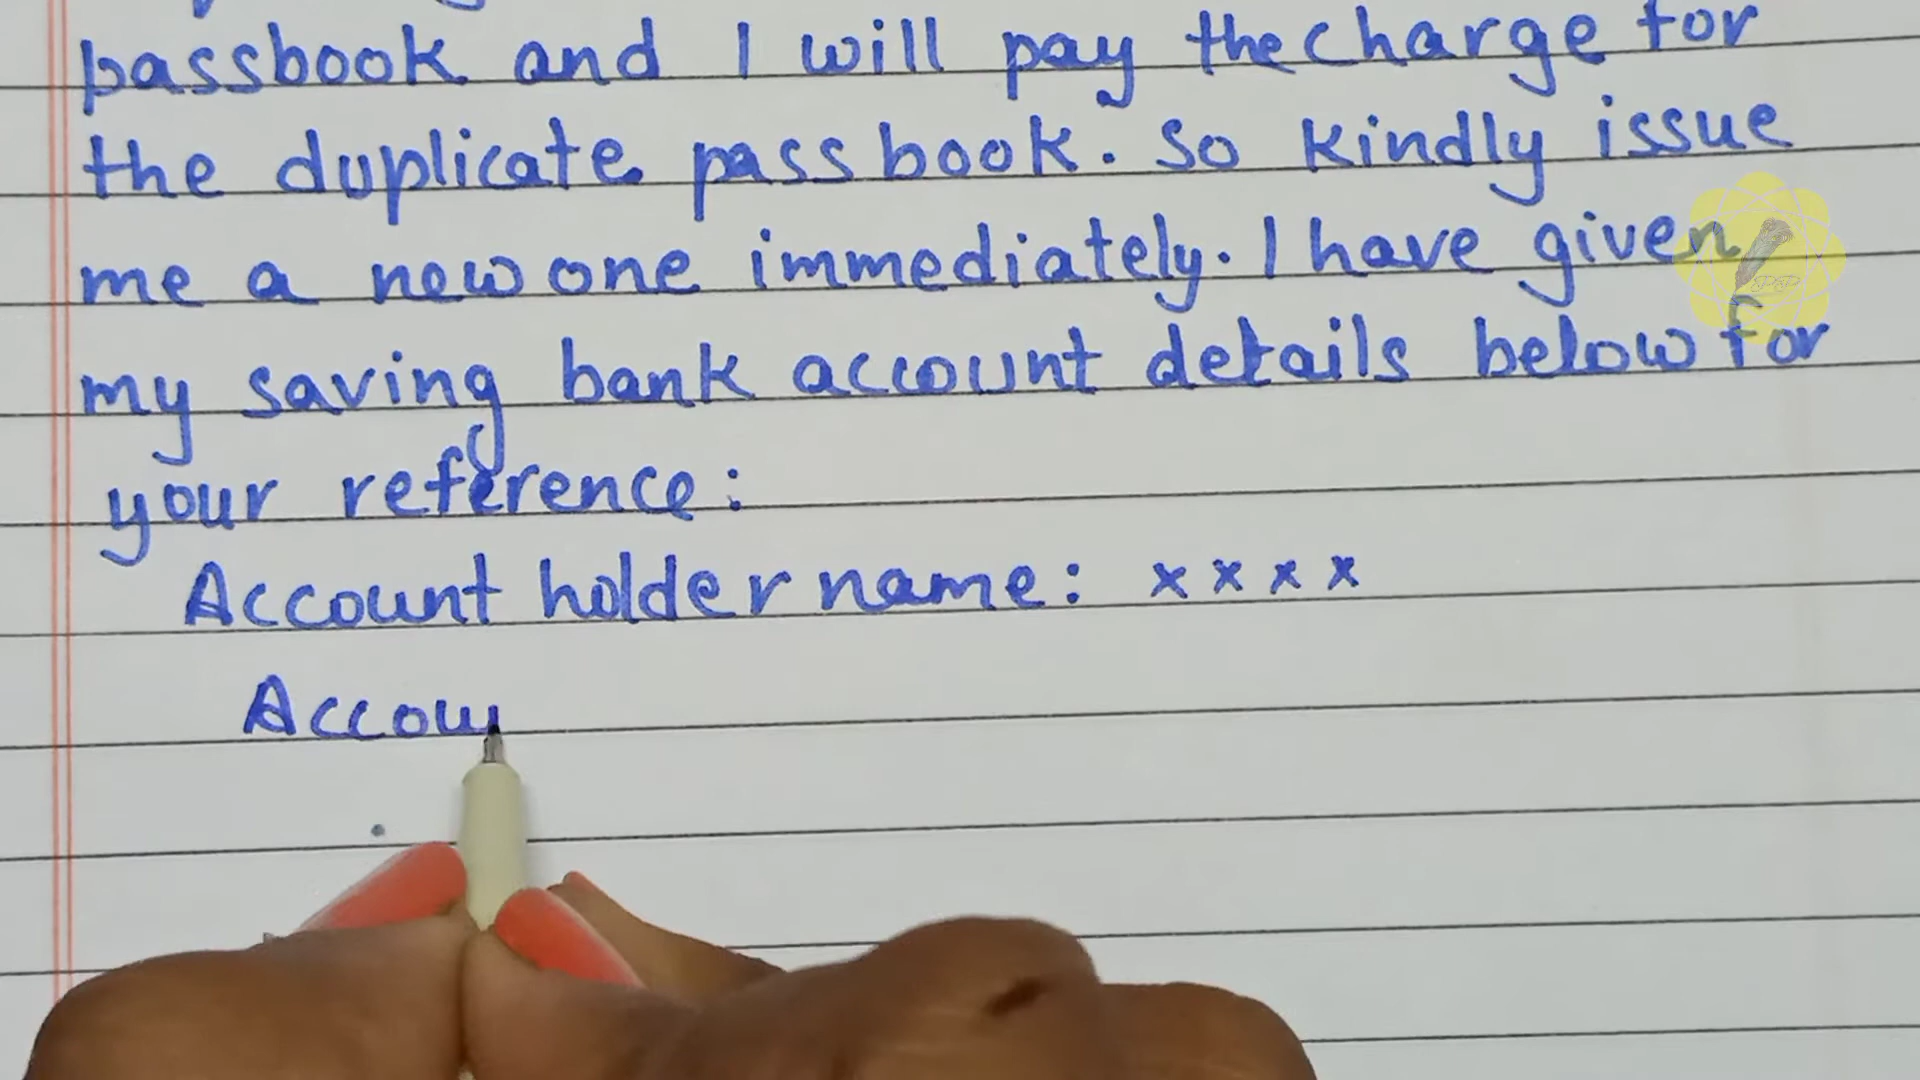 passbook and I will pay the charge for
the duplicate passbook. So kindly issue
me a new one immediately. I have given
my saving bank account details below for
your reference:
Account holder name: x x x x
Accou